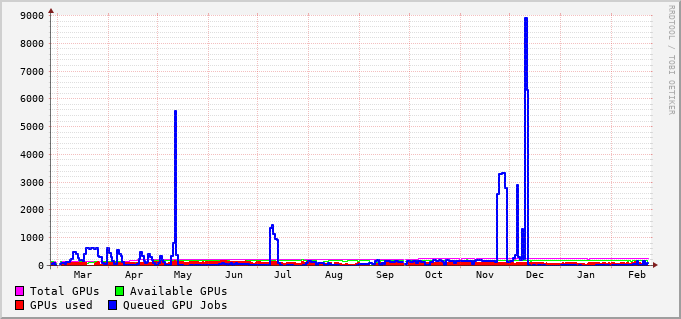 9000
8000
7000
6000
5000
4000
3000
2000
1000
0
Mar Apr May Jun Jul Aug Sep Oct Nov Dec Jan Feb
Total GPUs Available GPUs
GPUs used Queued GPU Jobs
RRDTOOL / TOBI OETIKER